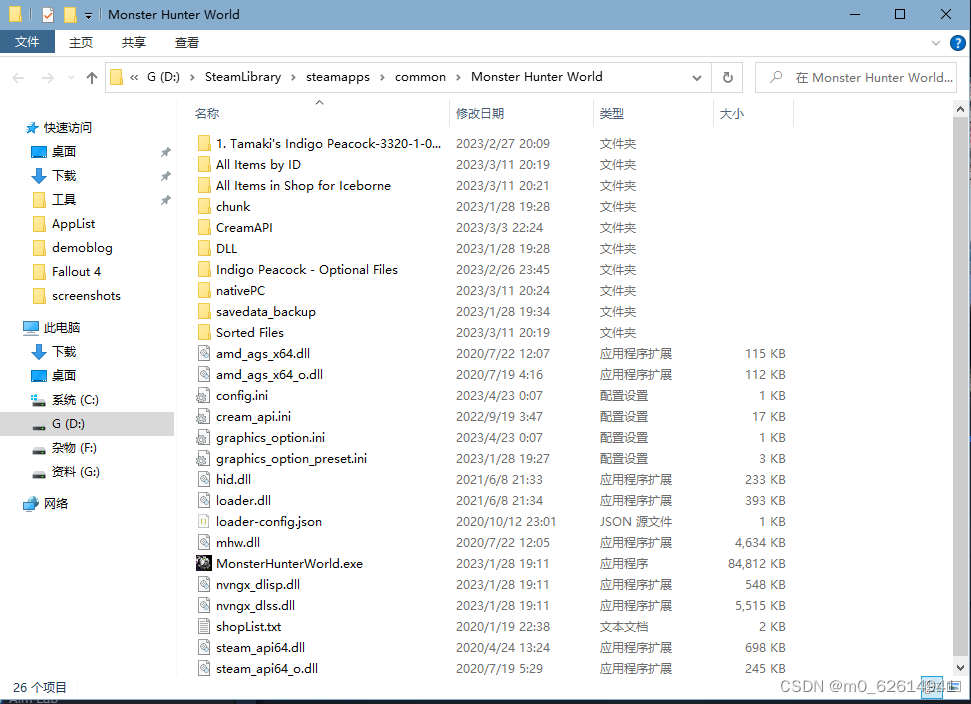 Monster Hunter World
文件 主页 共享 查看
« G (D:) › SteamLibrary › steamapps › common › Monster Hunter World 在 Monster Hunter World...
名称 修改日期 类型 大小
快速访问
桌面
下载
工具
AppList
demoblog
Fallout 4
screenshots
此电脑
下载
桌面
系统 (C:)
G (D:)
杂物 (F:)
资料 (G:)
网络
1. Tamaki's Indigo Peacock-3320-1-0... 2023/2/27 20:09 文件夹
All Items by ID 2023/3/11 20:19 文件夹
All Items in Shop for Iceborne 2023/3/11 20:21 文件夹
chunk 2023/1/28 19:28 文件夹
CreamAPI 2023/3/3 22:24 文件夹
DLL 2023/1/28 19:28 文件夹
Indigo Peacock - Optional Files 2023/2/26 23:45 文件夹
nativePC 2023/3/11 20:24 文件夹
savedata_backup 2023/1/28 19:34 文件夹
Sorted Files 2023/3/11 20:19 文件夹
amd_ags_x64.dll 2020/7/22 12:07 应用程序扩展 115 KB
amd_ags_x64_o.dll 2020/7/19 4:16 应用程序扩展 112 KB
config.ini 2023/4/23 0:07 配置设置 1 KB
cream_api.ini 2022/9/19 3:47 配置设置 17 KB
graphics_option.ini 2023/4/23 0:07 配置设置 1 KB
graphics_option_preset.ini 2023/1/28 19:27 配置设置 3 KB
hid.dll 2021/6/8 21:33 应用程序扩展 233 KB
loader.dll 2021/6/8 21:34 应用程序扩展 393 KB
loader-config.json 2020/10/12 23:01 JSON 源文件 1 KB
mhw.dll 2020/7/22 12:05 应用程序扩展 4,634 KB
MonsterHunterWorld.exe 2023/1/28 19:11 应用程序 84,812 KB
nvngx_dlisp.dll 2023/1/28 19:11 应用程序扩展 548 KB
nvngx_dlss.dll 2023/1/28 19:11 应用程序扩展 5,515 KB
shopList.txt 2020/1/19 22:38 文本文档 2 KB
steam_api64.dll 2020/4/24 13:24 应用程序扩展 698 KB
steam_api64_o.dll 2020/7/19 5:29 应用程序扩展 245 KB
26 个项目